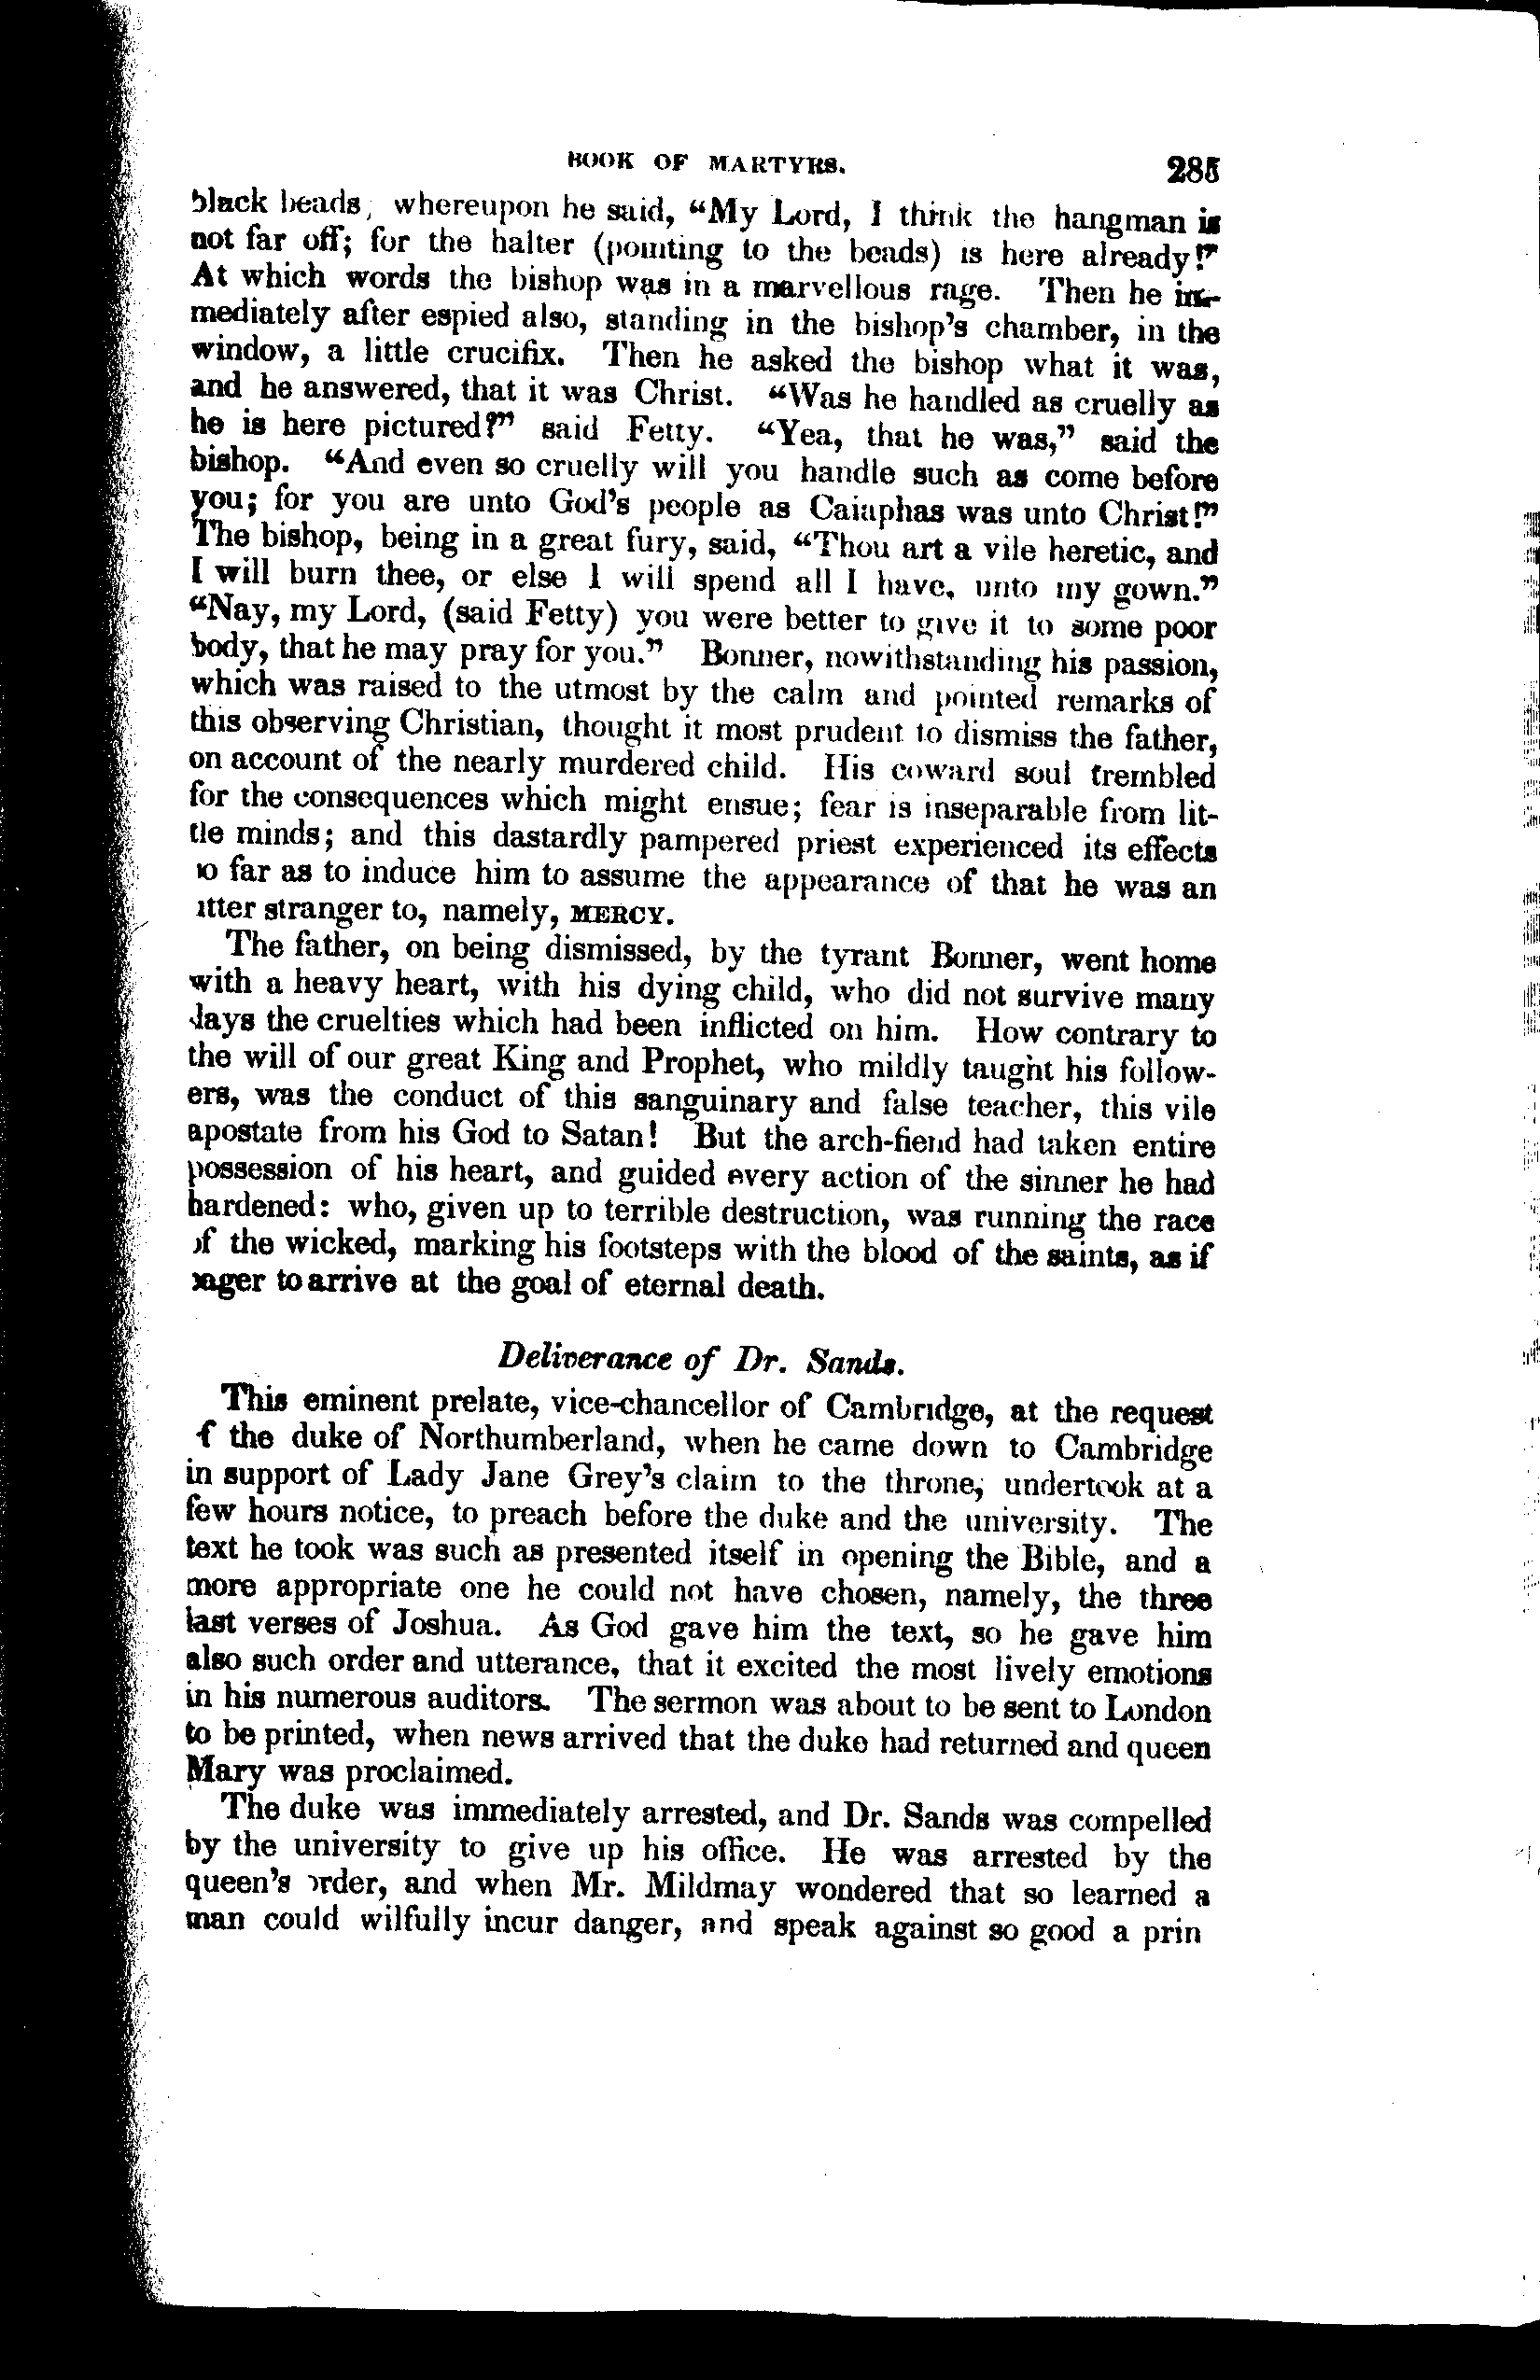 BOOK OF MARTYRS. 285
black beads, whereupon he said, “My Lord, I think the hangman is
not far off; for the halter (pointing to the beads) is here already!”
At which words the bishop was in a marvellous rage. Then he im-
mediately after espied also, standing in the bishop’s chamber, in the
window, a little crucifix. Then he asked the bishop what it was,
and he answered, that it was Christ. “Was he handled as cruelly as
he is here pictured?” said Fetty. “Yea, that he was,” said the
bishop. “And even so cruelly will you handle such as come before
you; for you are unto God’s people as Caiaphas was unto Christ!”
The bishop, being in a great fury, said, “Thou art a vile heretic, and
I will burn thee, or else I will spend all I have, unto my gown.”
“Nay, my Lord, (said Fetty) you were better to give it to some poor
body, that he may pray for you.” Bonner, nowithstanding his passion,
which was raised to the utmost by the calm and pointed remarks of
this observing Christian, thought it most prudent to dismiss the father,
on account of the nearly murdered child. His coward soul trembled
for the consequences which might ensue; fear is inseparable from lit-
tle minds; and this dastardly pampered priest experienced its effects
so far as to induce him to assume the appearance of that he was an
utter stranger to, namely, MERCY.
The father, on being dismissed, by the tyrant Bonner, went home
with a heavy heart, with his dying child, who did not survive many
days the cruelties which had been inflicted on him. How contrary to
the will of our great King and Prophet, who mildly taught his follow-
ers, was the conduct of this sanguinary and false teacher, this vile
apostate from his God to Satan! But the arch-fiend had taken entire
possession of his heart, and guided every action of the sinner he had
hardened: who, given up to terrible destruction, was running the race
of the wicked, marking his footsteps with the blood of the saints, as if
eager to arrive at the goal of eternal death.
Deliverance of Dr. Sands.
This eminent prelate, vice-chancellor of Cambridge, at the request
of the duke of Northumberland, when he came down to Cambridge
in support of Lady Jane Grey’s claim to the throne, undertook at a
few hours notice, to preach before the duke and the university. The
text he took was such as presented itself in opening the Bible, and a
more appropriate one he could not have chosen, namely, the three
last verses of Joshua. As God gave him the text, so he gave him
also such order and utterance, that it excited the most lively emotions
in his numerous auditors. The sermon was about to be sent to London
to be printed, when news arrived that the duke had returned and queen
Mary was proclaimed.
The duke was immediately arrested, and Dr. Sands was compelled
by the university to give up his office. He was arrested by the
queen’s order, and when Mr. Mildmay wondered that so learned a
man could wilfully incur danger, and speak against so good a prin